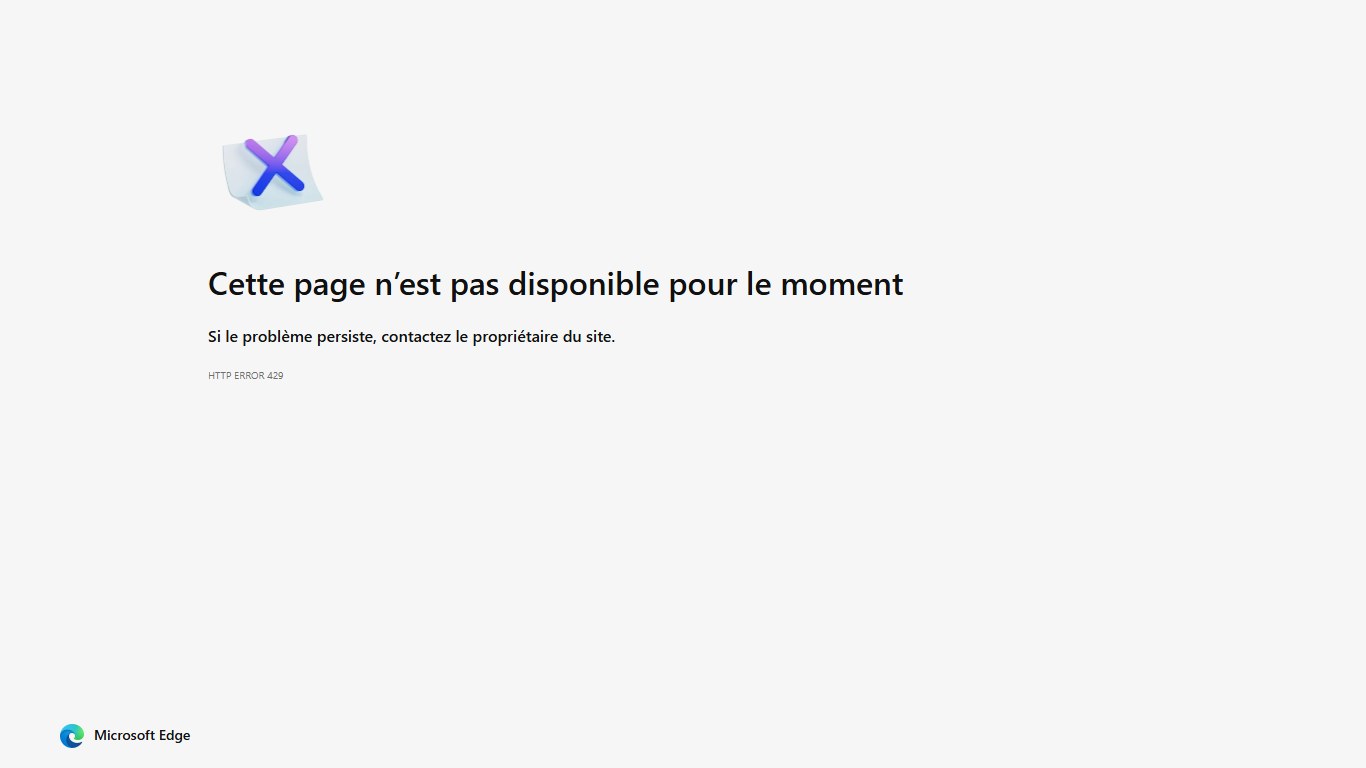 Cette page n’est pas disponible pour le moment
Si le problème persiste, contactez le propriétaire du site.
HTTP ERROR 429
Microsoft Edge